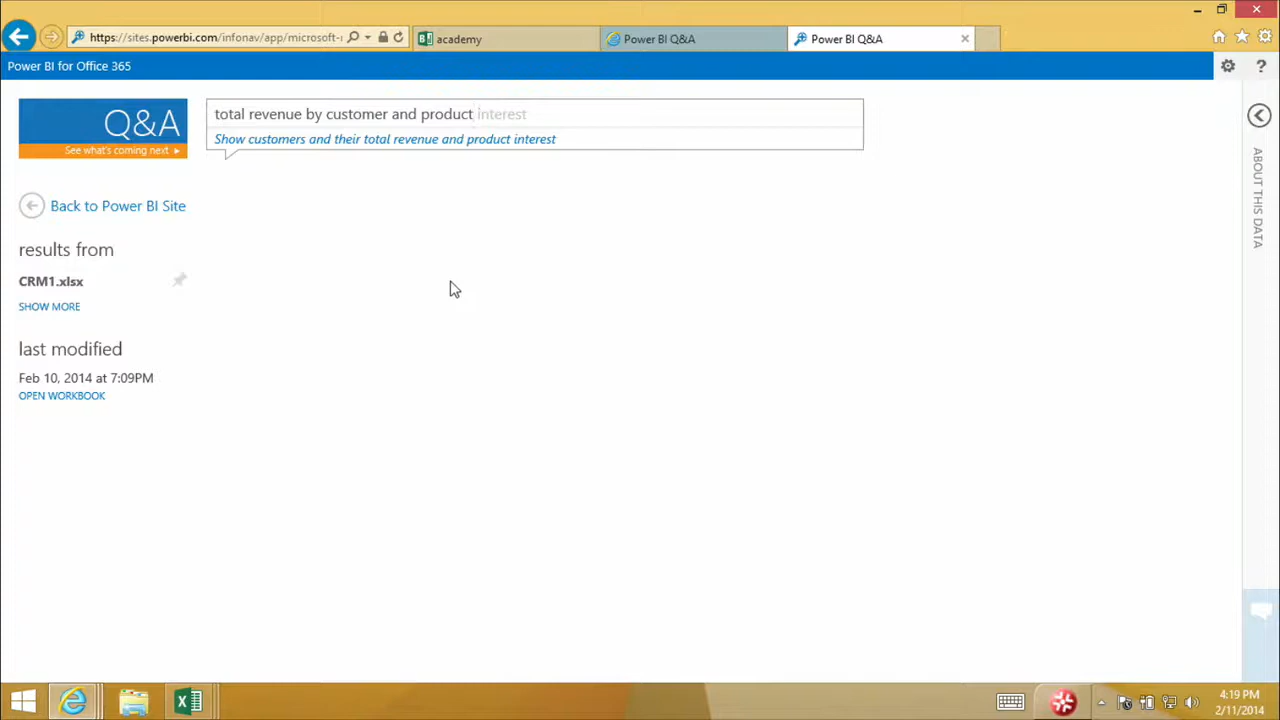 https://sites.powerbi.com/infonav/app/microsoft-
academy
Power BI Q&A
Power BI Q&A
Power BI for Office 365
?
Q&A
See what's coming next
total revenue by customer and product interest
Show customers and their total revenue and product interest
Back to Power BI Site
results from
CRM1.xlsx
SHOW MORE
last modified
Feb 10, 2014 at 7:09PM
OPEN WORKBOOK
ABOUT THIS DATA
4:19 PM
2/11/2014